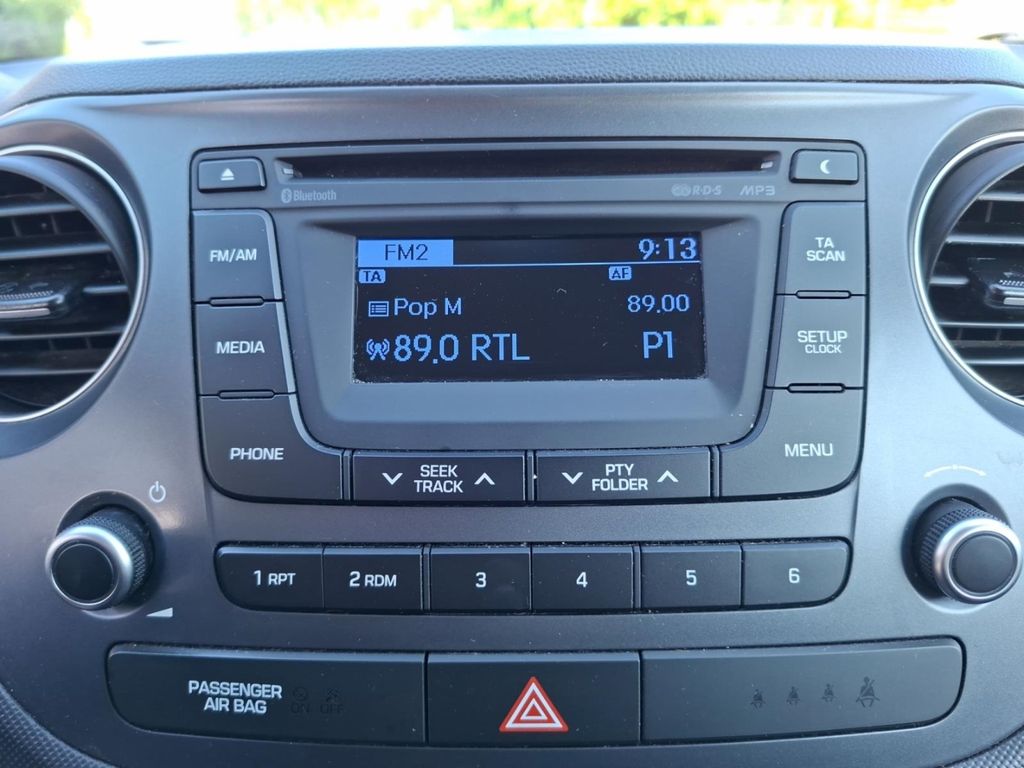 Bluetooth
R·D·S MP3
FM/AM
MEDIA
PHONE
FM2 9:13
TA AF
Pop M 89.00
89.0 RTL P1
TA
SCAN
SETUP
CLOCK
MENU
SEEK
TRACK
PTY
FOLDER
1 RPT
2 RDM
3
4
5
6
PASSENGER
AIR BAG
ON OFF